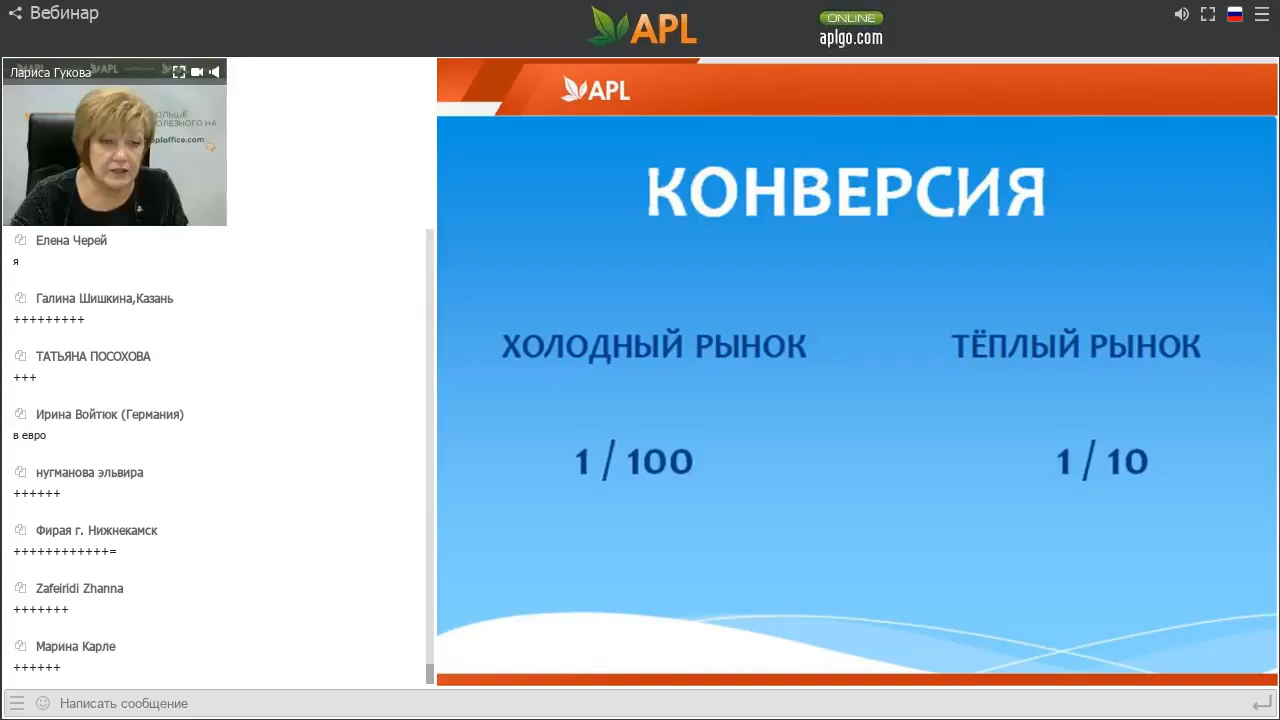 Вебинар
APL
ONLINE
aplgo.com
Лариса Гукова
APL
aploffice.com
Елена Черей
я
Галина Шишкина,Казань
+++++++++
ТАТЬЯНА ПОСОХОВА
+++
Ирина Войтюк (Германия)
в евро
нугманова эльвира
++++++
Фирая г. Нижнекамск
++++++++++++=
Zafeiridi Zhanna
+++++++
Марина Карле
++++++
Написать сообщение
APL
КОНВЕРСИЯ
ХОЛОДНЫЙ РЫНОК
ТЁПЛЫЙ РЫНОК
1 / 100
1 / 10